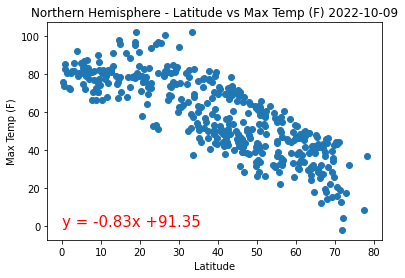 Northern Hemisphere - Latitude vs Max Temp (F) 2022-10-09
100
80
60
40
20
0
Max Temp (F)
y = -0.83x +91.35
0 10 20 30 40 50 60 70 80
Latitude